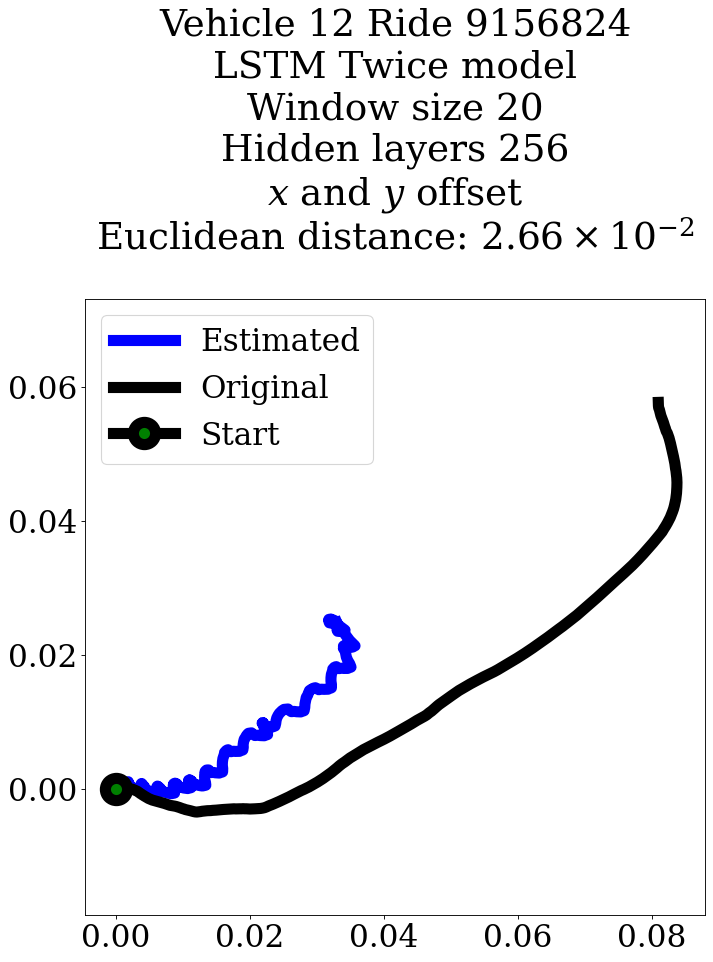 Vehicle 12 Ride 9156824
LSTM Twice model
Window size 20
Hidden layers 256
x and y offset
Euclidean distance: 2.66 × 10⁻²
Estimated
Original
Start
0.06
0.04
0.02
0.00
0.00 0.02 0.04 0.06 0.08